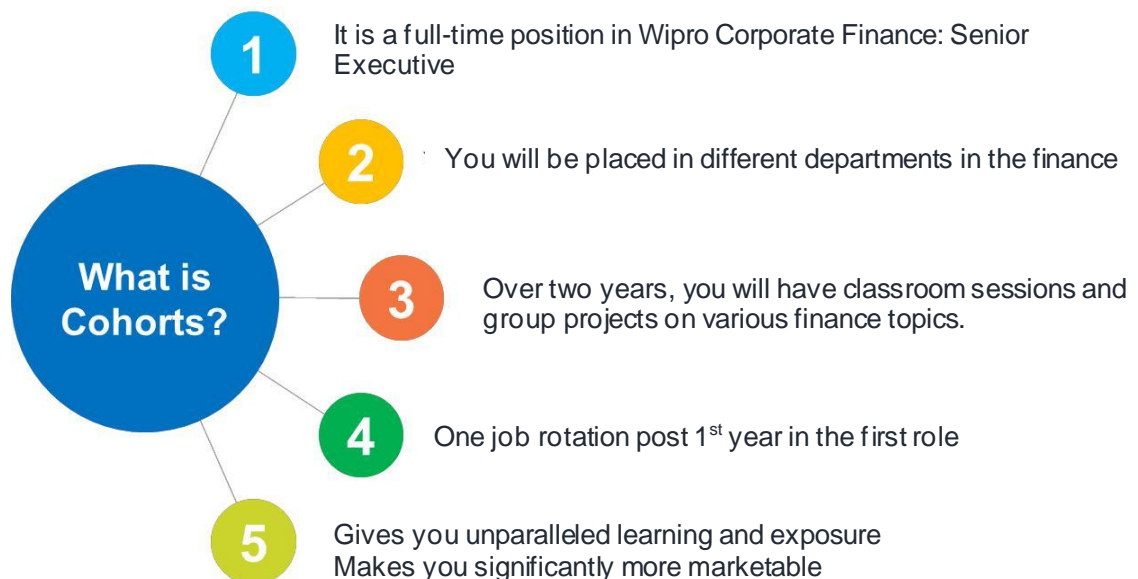 1
It is a full-time position in Wipro Corporate Finance: Senior
Executive
2
You will be placed in different departments in the finance
What is
Cohorts?
3
Over two years, you will have classroom sessions and
group projects on various finance topics.
4
One job rotation post 1st year in the first role
5
Gives you unparalleled learning and exposure
Makes you significantly more marketable